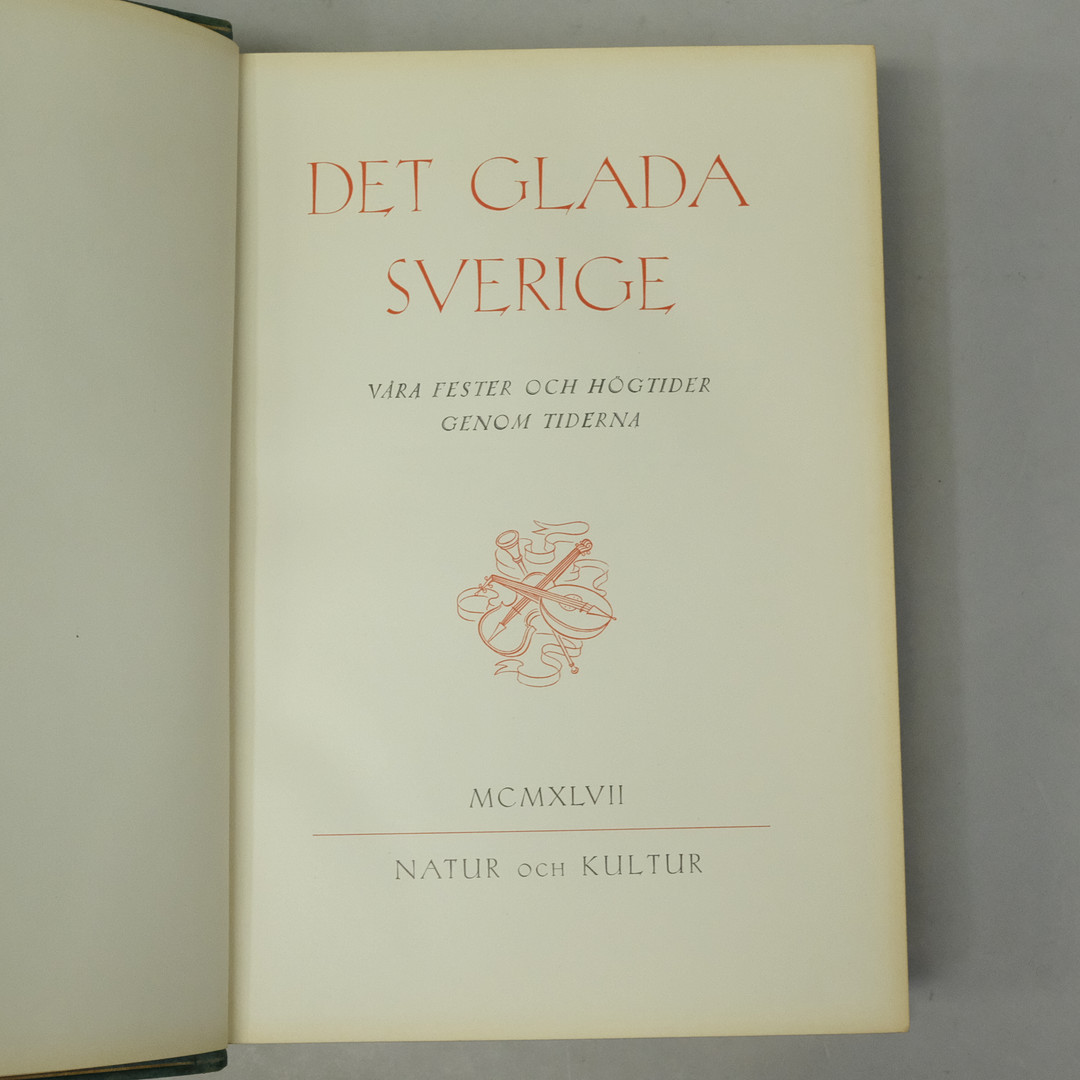 DET GLADA
SVERIGE
VÅRA FESTER OCH HÖGTIDER
GENOM TIDERNA
MCMXLVII
NATUR OCH KULTUR